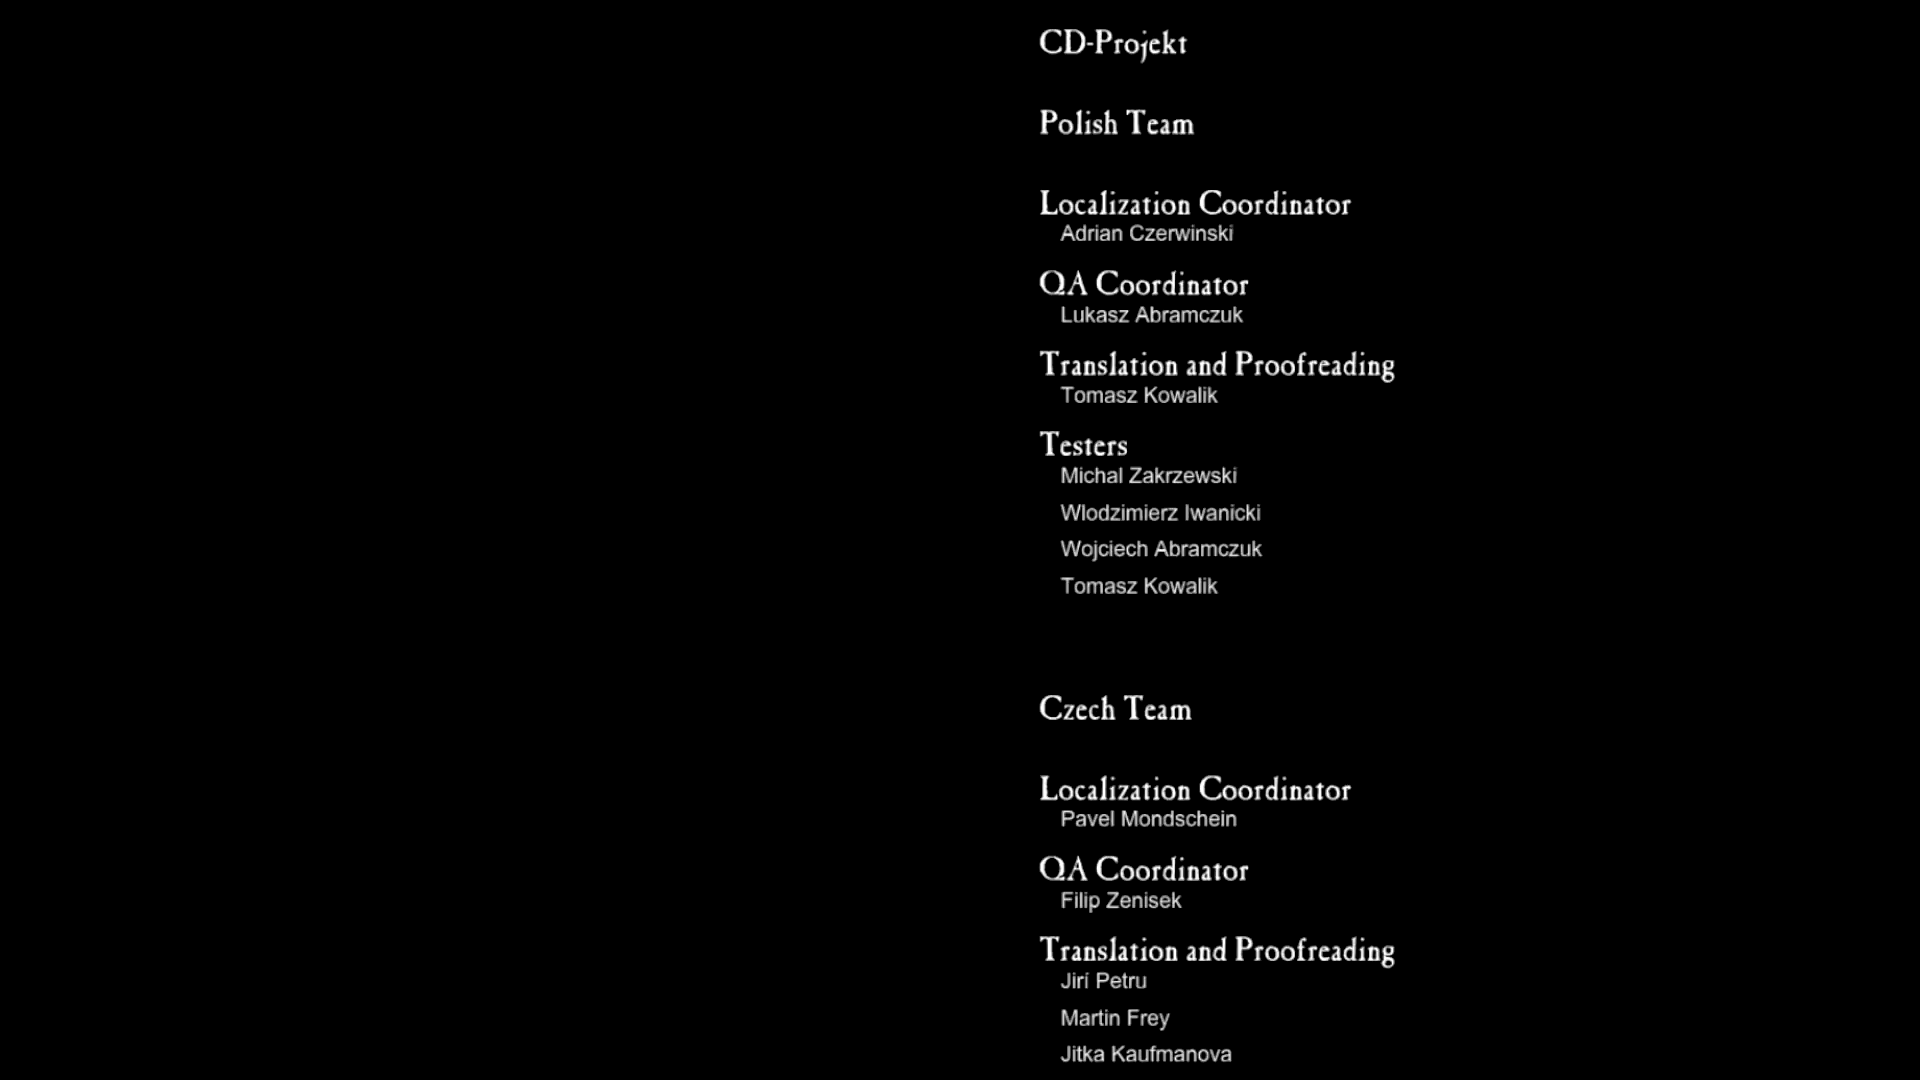 CD-Projekt
Polish Team
Localization Coordinator
Adrian Czerwinski
QA Coordinator
Lukasz Abramczuk
Translation and Proofreading
Tomasz Kowalik
Testers
Michal Zakrzewski
Wlodzimierz Iwanicki
Wojciech Abramczuk
Tomasz Kowalik
Czech Team
Localization Coordinator
Pavel Mondschein
QA Coordinator
Filip Zenisek
Translation and Proofreading
Jirí Petru
Martin Frey
Jitka Kaufmanova